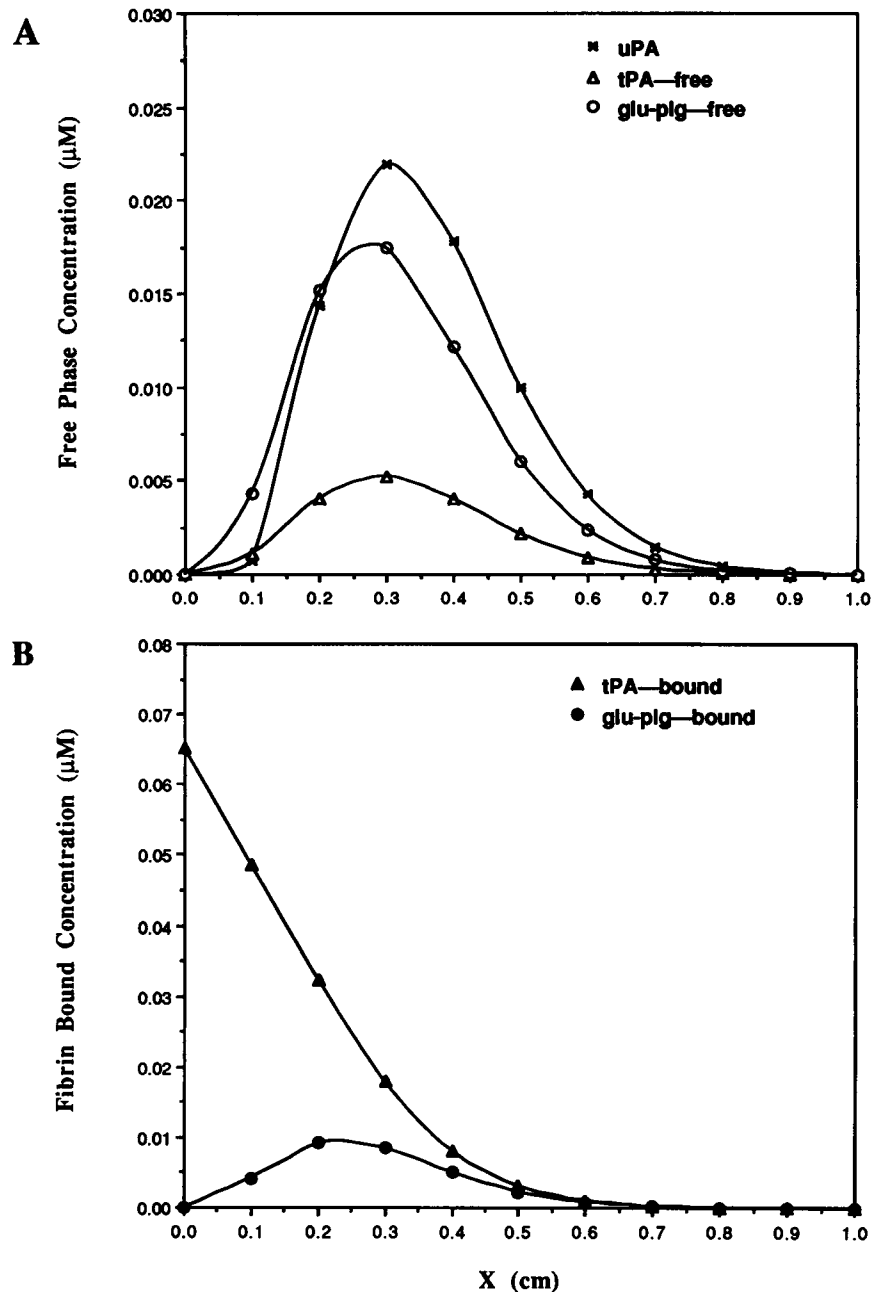 A
uPA
tPA—free
glu-plg—free
Free Phase Concentration (μM)
0.030
0.025
0.020
0.015
0.010
0.005
0.000
0.0 0.1 0.2 0.3 0.4 0.5 0.6 0.7 0.8 0.9 1.0
B
tPA—bound
glu-plg—bound
Fibrin Bound Concentration (μM)
0.08
0.07
0.06
0.05
0.04
0.03
0.02
0.01
0.00
0.0 0.1 0.2 0.3 0.4 0.5 0.6 0.7 0.8 0.9 1.0
X (cm)